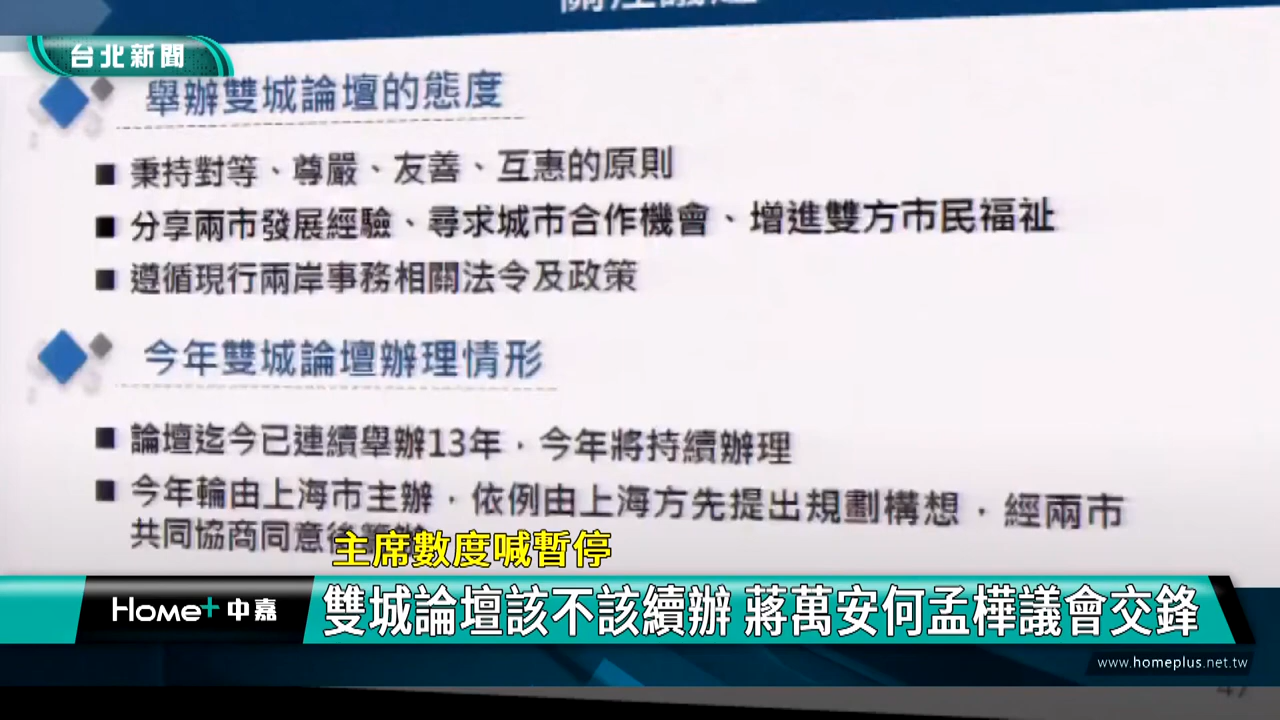 台北新聞
舉辦雙城論壇的態度
秉持對等、尊嚴、友善、互惠的原則
分享兩市發展經驗、尋求城市合作機會、增進雙方市民福祉
遵循現行兩岸事務相關法令及政策
今年雙城論壇辦理情形
論壇迄今已連續舉辦13年，今年將持續辦理
今年輪由上海市主辦，依例由上海方先提出規劃構想，經兩市
共同協商同意後
主席數度喊暫停
Home+中嘉
雙城論壇該不該續辦 蔣萬安何孟樺議會交鋒
www.homeplus.net.tw
47